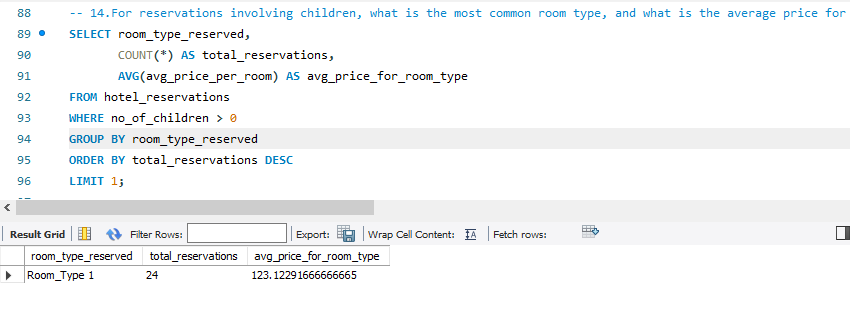 88 -- 14.For reservations involving children, what is the most common room type, and what is the average price for
89 SELECT room_type_reserved,
90 COUNT(*) AS total_reservations,
91 AVG(avg_price_per_room) AS avg_price_for_room_type
92 FROM hotel_reservations
93 WHERE no_of_children > 0
94 GROUP BY room_type_reserved
95 ORDER BY total_reservations DESC
96 LIMIT 1;
Result Grid Filter Rows: Export: Wrap Cell Content: Fetch rows:
room_type_reserved total_reservations avg_price_for_room_type
Room_Type 1 24 123.12291666666665